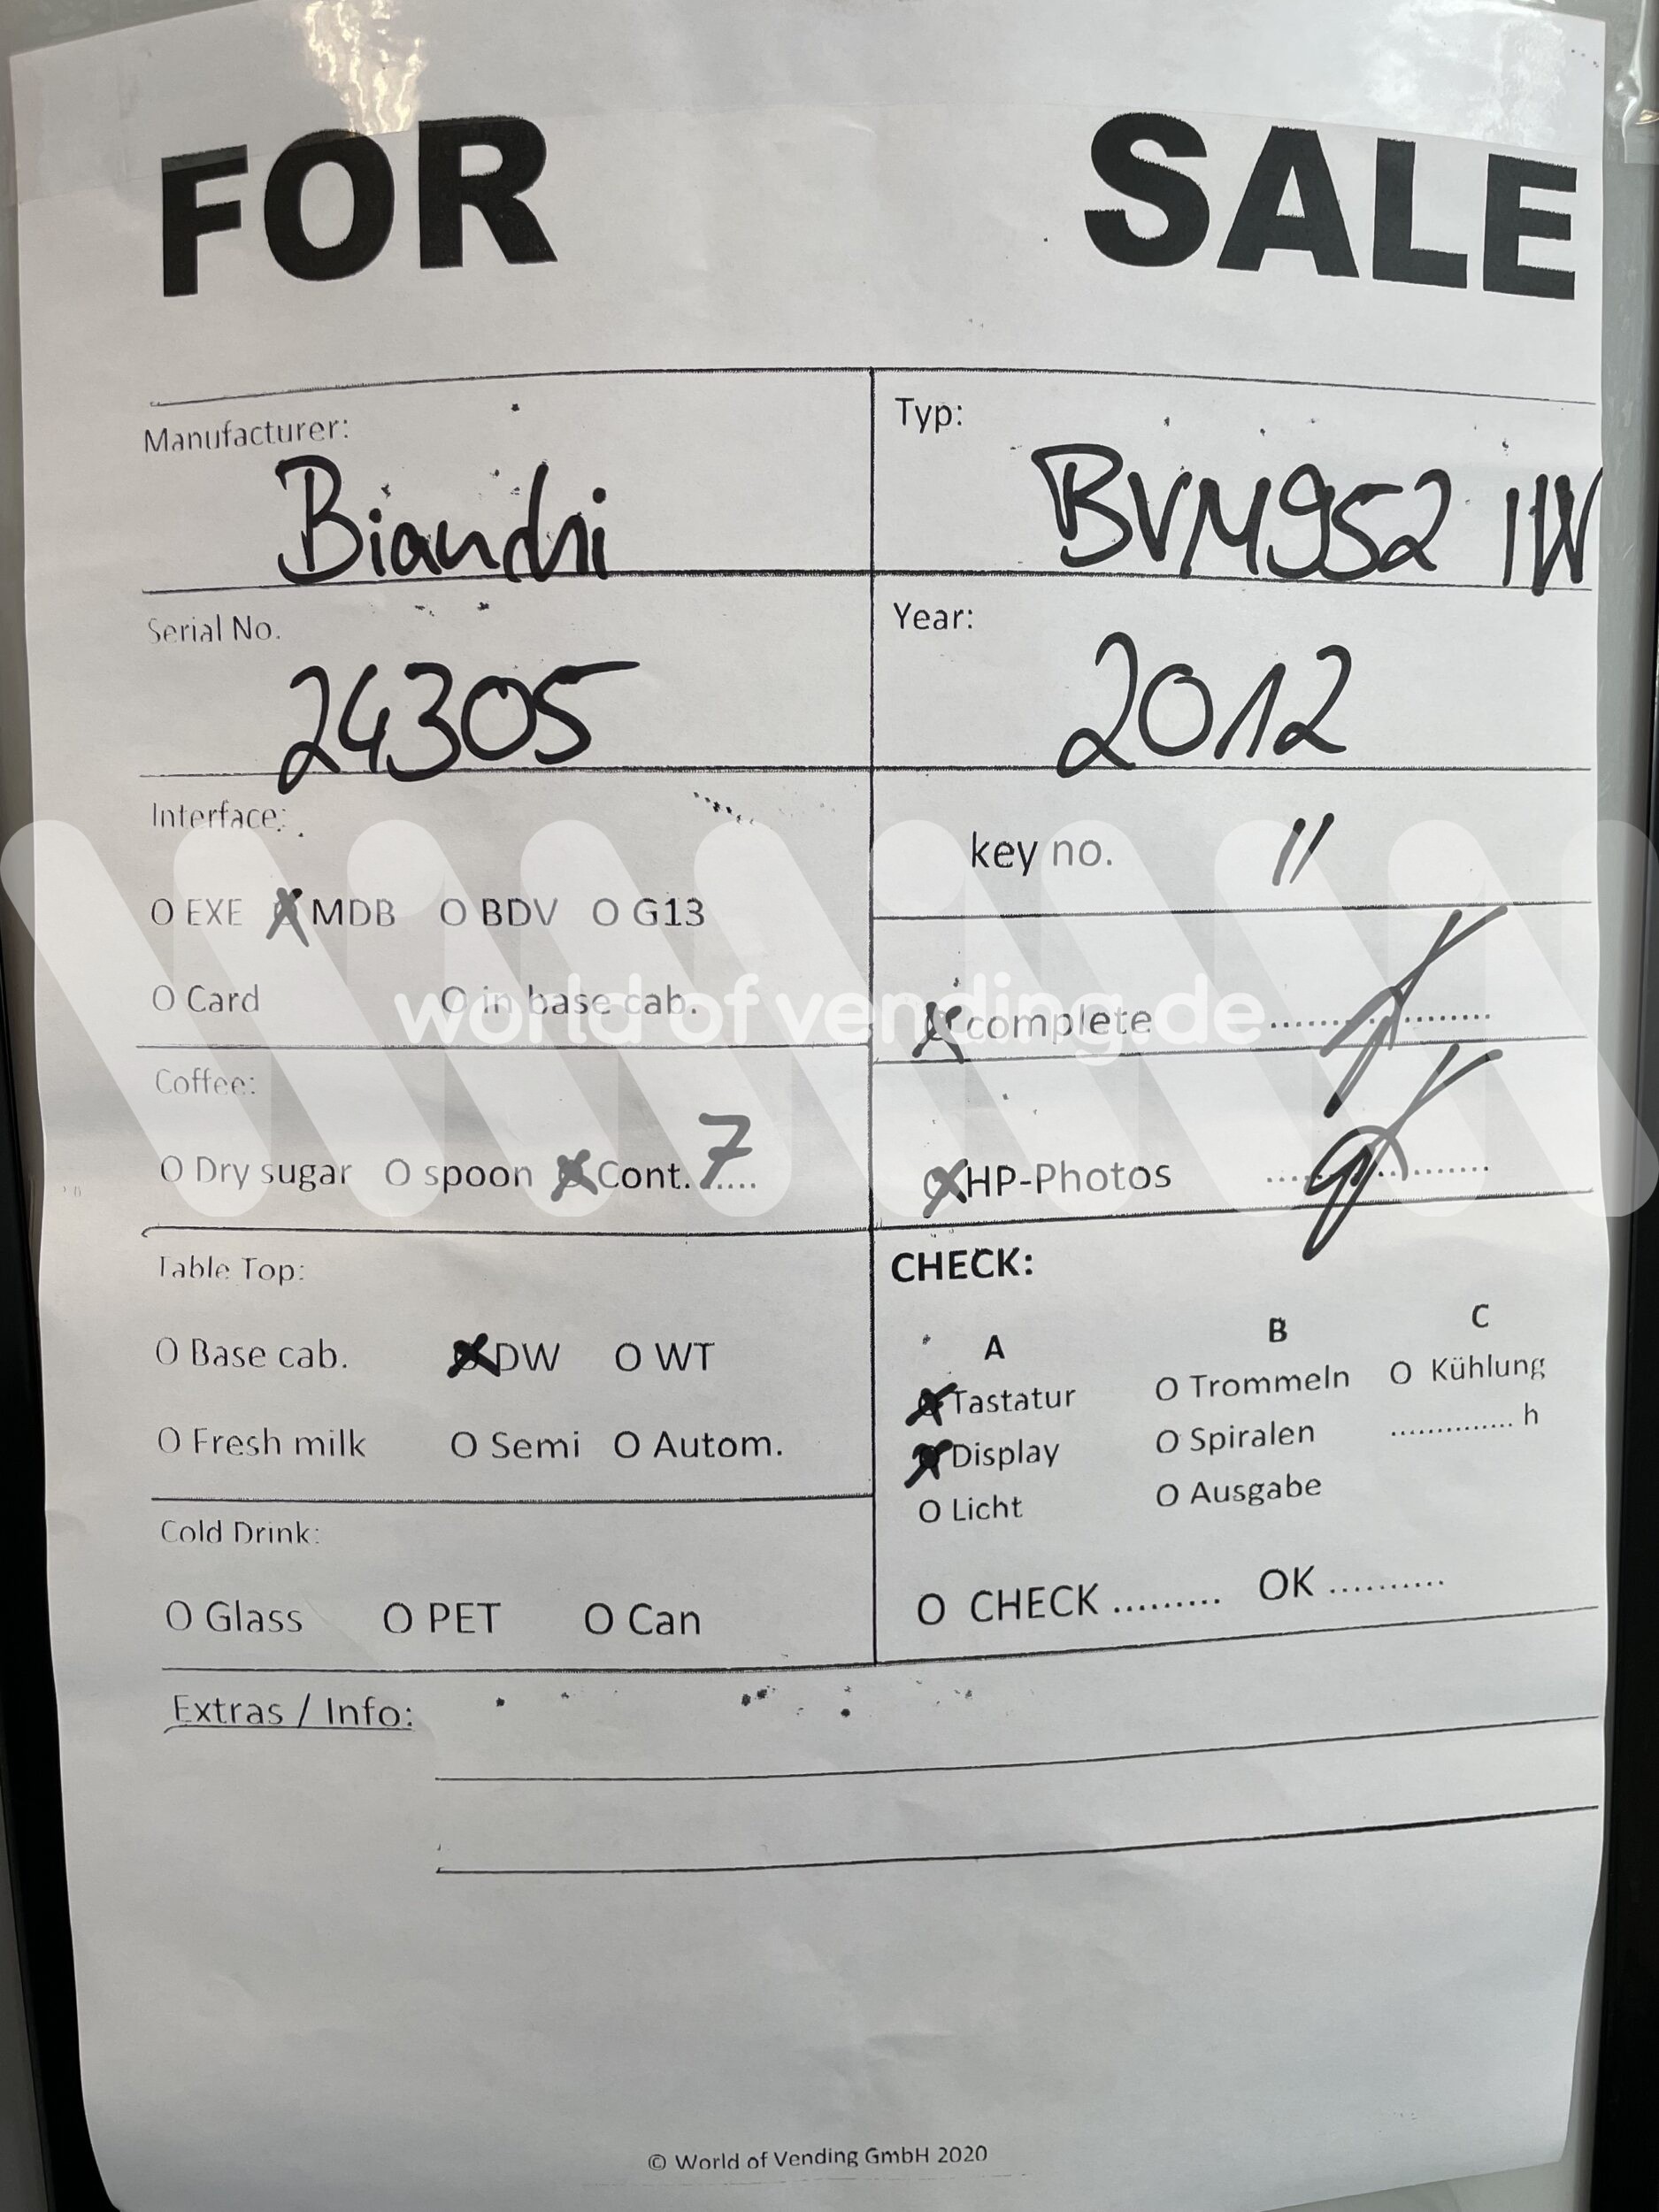 FOR SALE
Manufacturer: Typ:
Bianchi BVM952
Serial No. Year:
24305 2012
Interface:
key no. 11
O EXE MDB O BDV O G13
O Card O in base cab.
complete ....................
world of vending.de
Coffee:
O Dry sugar O spoon Cont. 7 .....
HP-Photos ....................
Table Top: CHECK:
A B C
O Base cab. DW O WT
Tastatur O Trommeln O Kühlung
O Fresh milk O Semi O Autom.
Display O Spiralen .............. h
O Licht O Ausgabe
Cold Drink:
O Glass O PET O Can
O CHECK ......... OK ..........
Extras / Info:
© World of Vending GmbH 2020